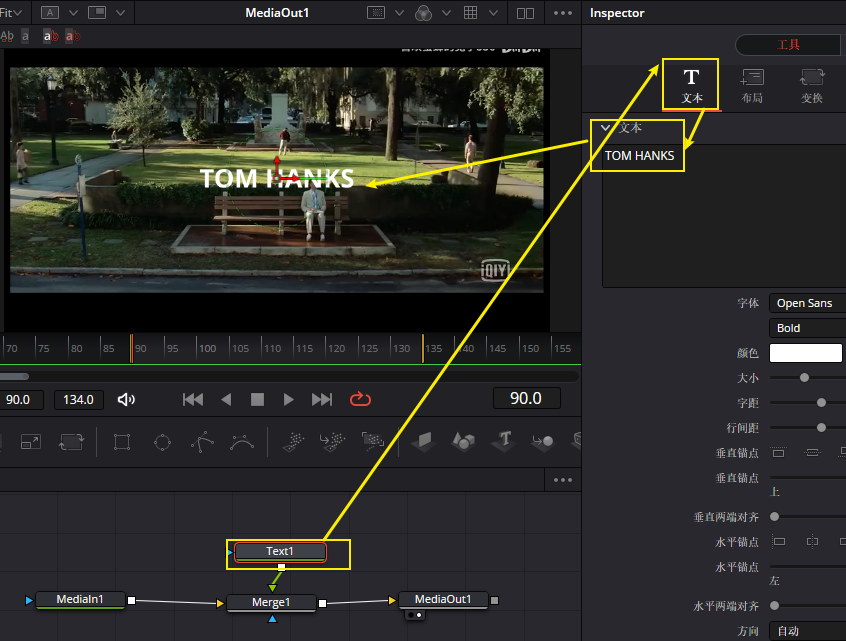 Fit
A
MediaOut1
Inspector
Ab a a a
工具
T
文本
布局
变换
文本
TOM HANKS
TOM HANKS
iQIYI
字体
Open Sans
Bold
70 75 80 85 90 95 100 105 110 115 120 125 130 135 140 145 150 155
颜色
大小
90.0
134.0
90.0
字距
行间距
垂直锚点
垂直锚点
上
垂直两端对齐
水平锚点
水平锚点
左
水平两端对齐
方向
自动
Text1
MediaIn1
Merge1
MediaOut1